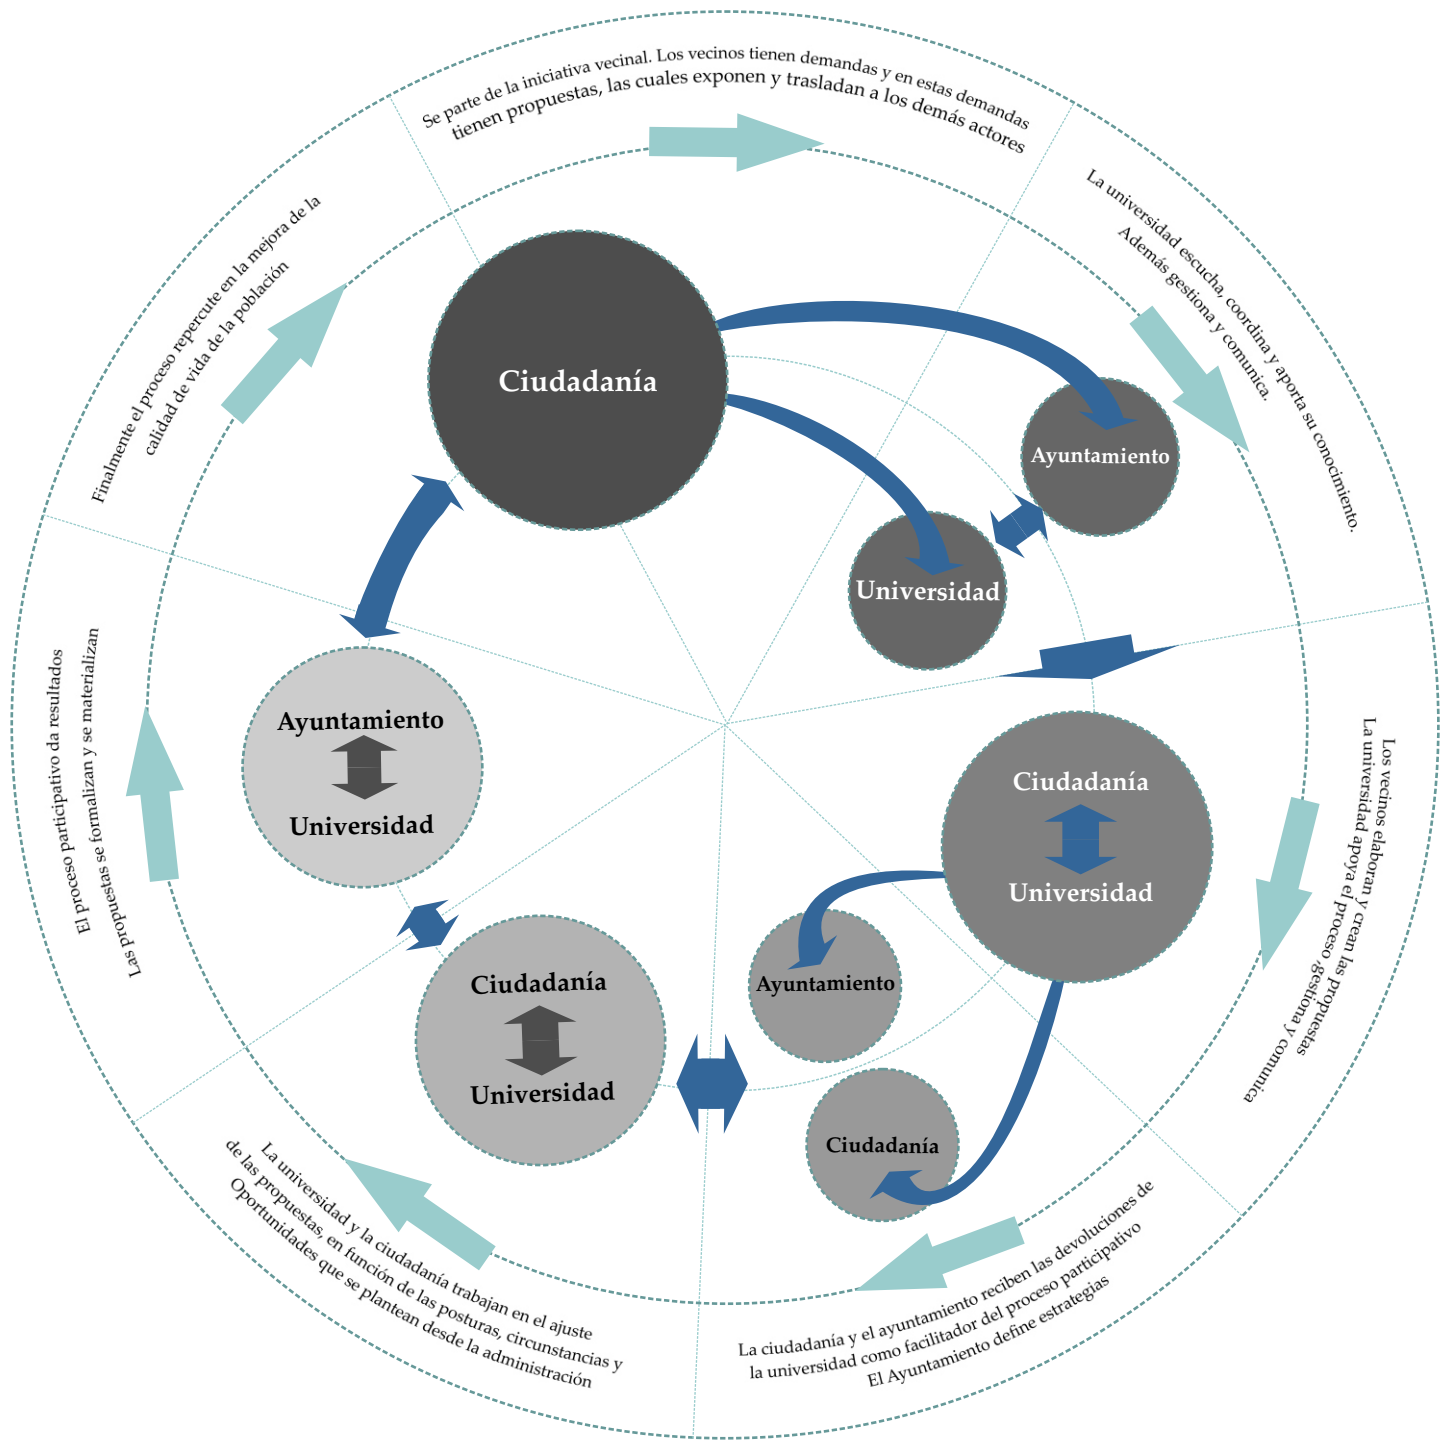 Se parte de la iniciativa vecinal. Los vecinos tienen demandas y en estas demandas
tienen propuestas, las cuales exponen y trasladan a los demás actores
La universidad escucha, coordina y aporta su conocimiento.
Además gestiona y comunica.
Los vecinos elaboran y crean las propuestas
La universidad apoya el proceso ,gestiona y comunica
La ciudadanía y el ayuntamiento reciben las devoluciones de
la universidad como facilitador del proceso participativo
El Ayuntamiento define estrategias
La universidad y la ciudadanía trabajan en el ajuste
de las propuestas, en función de las posturas, circunstancias y
Oportunidades que se plantean desde la administración
El proceso participativo da resultados
Las propuestas se formalizan y se materializan
Finalmente el proceso repercute en la mejora de la
calidad de vida de la población
Ciudadanía
Ayuntamiento
Universidad
Ciudadanía
Universidad
Ayuntamiento
Ciudadanía
Ciudadanía
Universidad
Ayuntamiento
Universidad